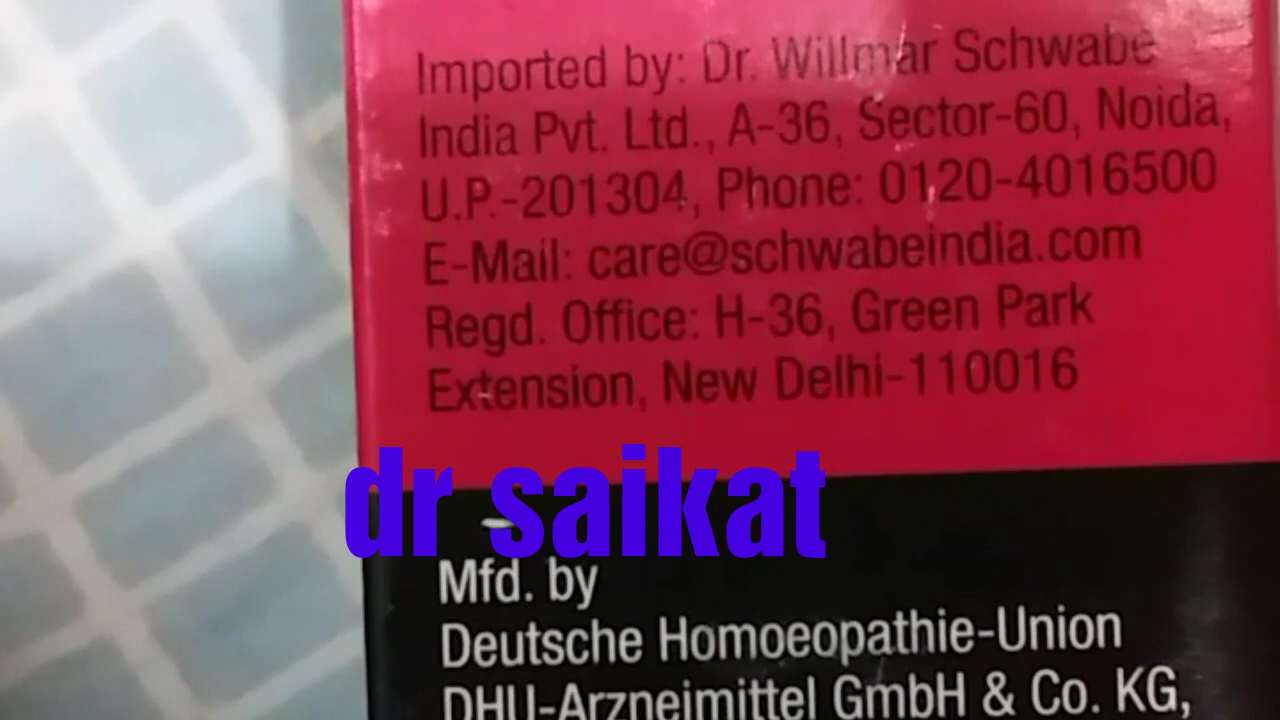 Imported by: Dr. Willmar Schwabe
India Pvt. Ltd., A-36, Sector-60, Noida,
U.P.-201304, Phone: 0120-4016500
E-Mail: care@schwabeindia.com
Regd. Office: H-36, Green Park
Extension, New Delhi-110016
dr saikat
Mfd. by
Deutsche Homoeopathie-Union
DHU-Arzneimittel GmbH & Co. KG,